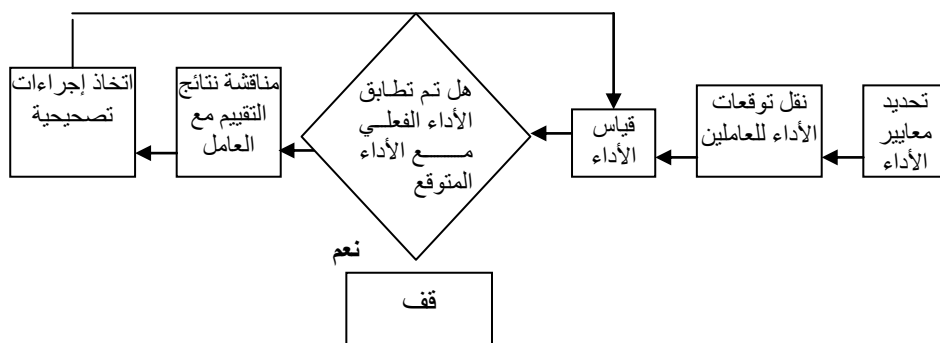 تحديد
معايير
الأداء
نقل توقعات
الأداء للعاملين
قياس
الأداء
هل تم تطابق
الأداء الفعلي
مع الأداء
المتوقع
مناقشة نتائج
التقييم مع
العامل
اتخاذ إجراءات
تصحيحية
نعم
قف